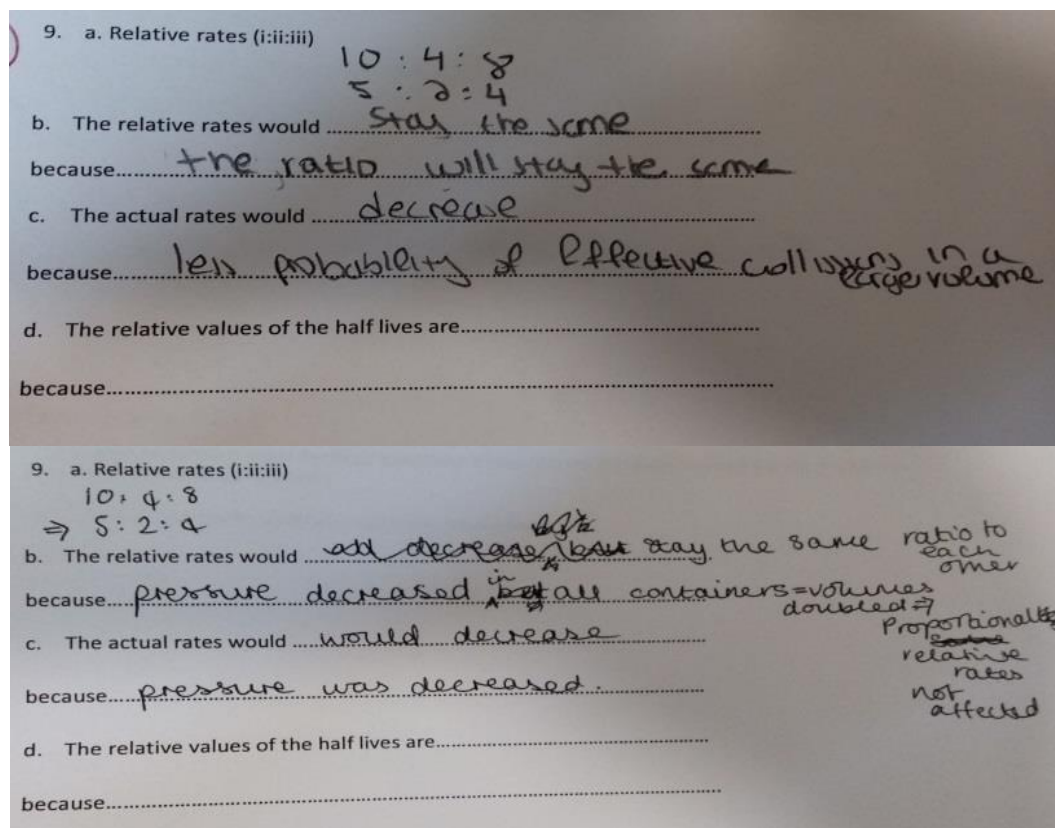 9. a. Relative rates (i:ii:iii)
10 : 4 : 8
5 : 2 : 4
b. The relative rates would ........ stay the same ........
because........ the ratio will stay the same
c. The actual rates would ........ decrease ........
because........ less probability of effective collisions in a
large volume
d. The relative values of the half lives are........
because........
9. a. Relative rates (i:ii:iii)
10 : 4 : 8
⇒ 5 : 2 : 4
b. The relative rates would ........ decrease, but stay the same ratio to
each
other
because.... pressure decreased in all containers = volumes
doubled ⇒
Proportionally
relative
rates
not
affected
c. The actual rates would .... would decrease ........
because.... pressure was decreased. ........
d. The relative values of the half lives are........
because........